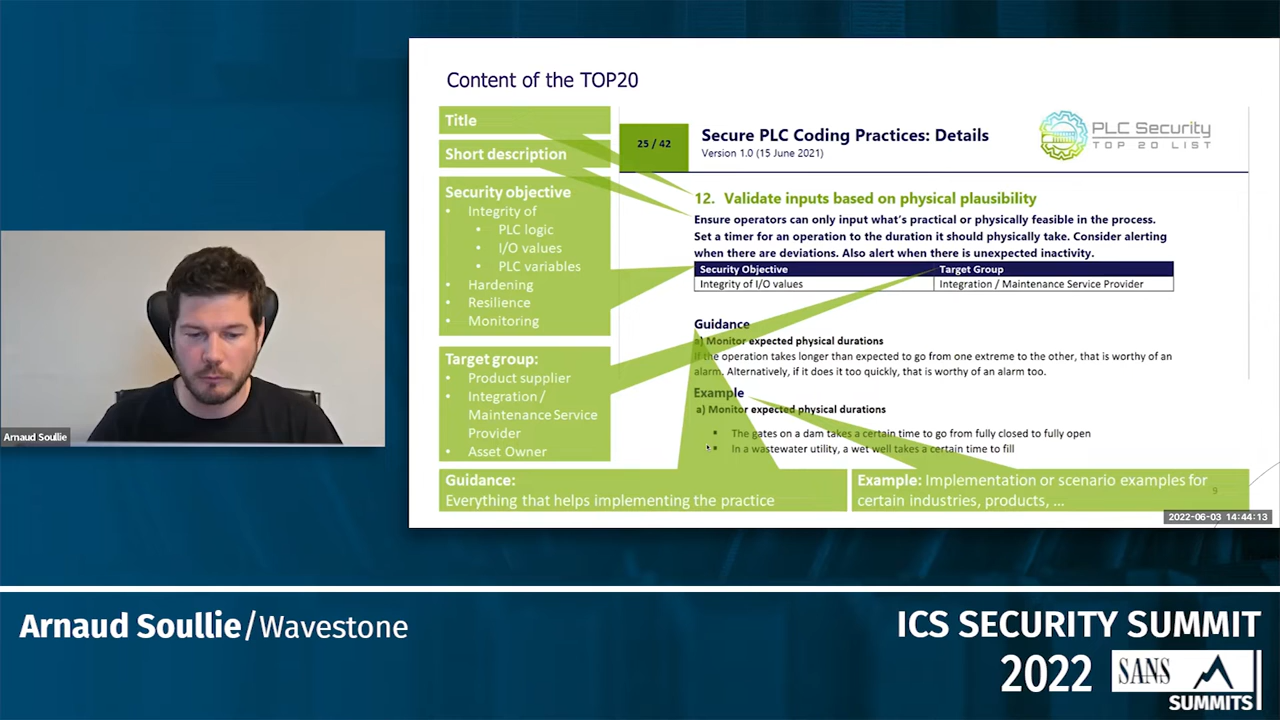 Content of the TOP20
Title
Short description
Security objective
• Integrity of
• PLC logic
• I/O values
• PLC variables
• Hardening
• Resilience
• Monitoring
Target group:
• Product supplier
• Integration /
Maintenance Service
Provider
• Asset Owner
25 / 42
Secure PLC Coding Practices: Details
Version 1.0 (15 June 2021)
PLC Security
TOP 20 LIST
12. Validate inputs based on physical plausibility
Ensure operators can only input what's practical or physically feasible in the process.
Set a timer for an operation to the duration it should physically take. Consider alerting
when there are deviations. Also alert when there is unexpected inactivity.
Security Objective Target Group
Integrity of I/O values Integration / Maintenance Service Provider
Guidance
a) Monitor expected physical durations
If the operation takes longer than expected to go from one extreme to the other, that is worthy of an
alarm. Alternatively, if it does it too quickly, that is worthy of an alarm too.
Example
a) Monitor expected physical durations
▪ The gates on a dam takes a certain time to go from fully closed to fully open
▪ In a wastewater utility, a wet well takes a certain time to fill
Guidance:
Everything that helps implementing the practice
Example: Implementation or scenario examples for
certain industries, products, ...
9
2022-06-03 14:44:13
Arnaud Soullie
Arnaud Soullie/Wavestone
ICS SECURITY SUMMIT
2022
SANS
SUMMITS